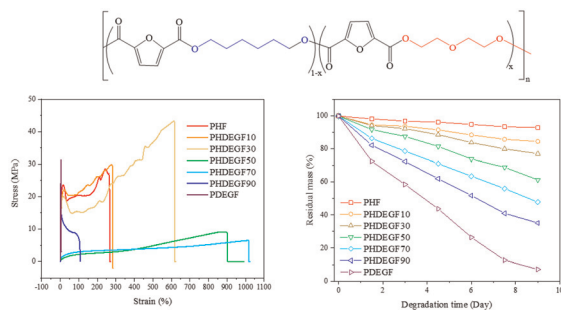 O O O O
O O O O O O
O 1-x O x n
50
40
30
20
10
0
Stress (MPa)
PHF
PHDEGF10
PHDEGF30
PHDEGF50
PHDEGF70
PHDEGF90
PDEGF
-100 0 100 200 300 400 500 600 700 800 900 1000 1100
Strain (%)
100
80
60
40
20
0
Residual mass (%)
PHF
PHDEGF10
PHDEGF30
PHDEGF50
PHDEGF70
PHDEGF90
PDEGF
0 2 4 6 8 10
Degradation time (Day)